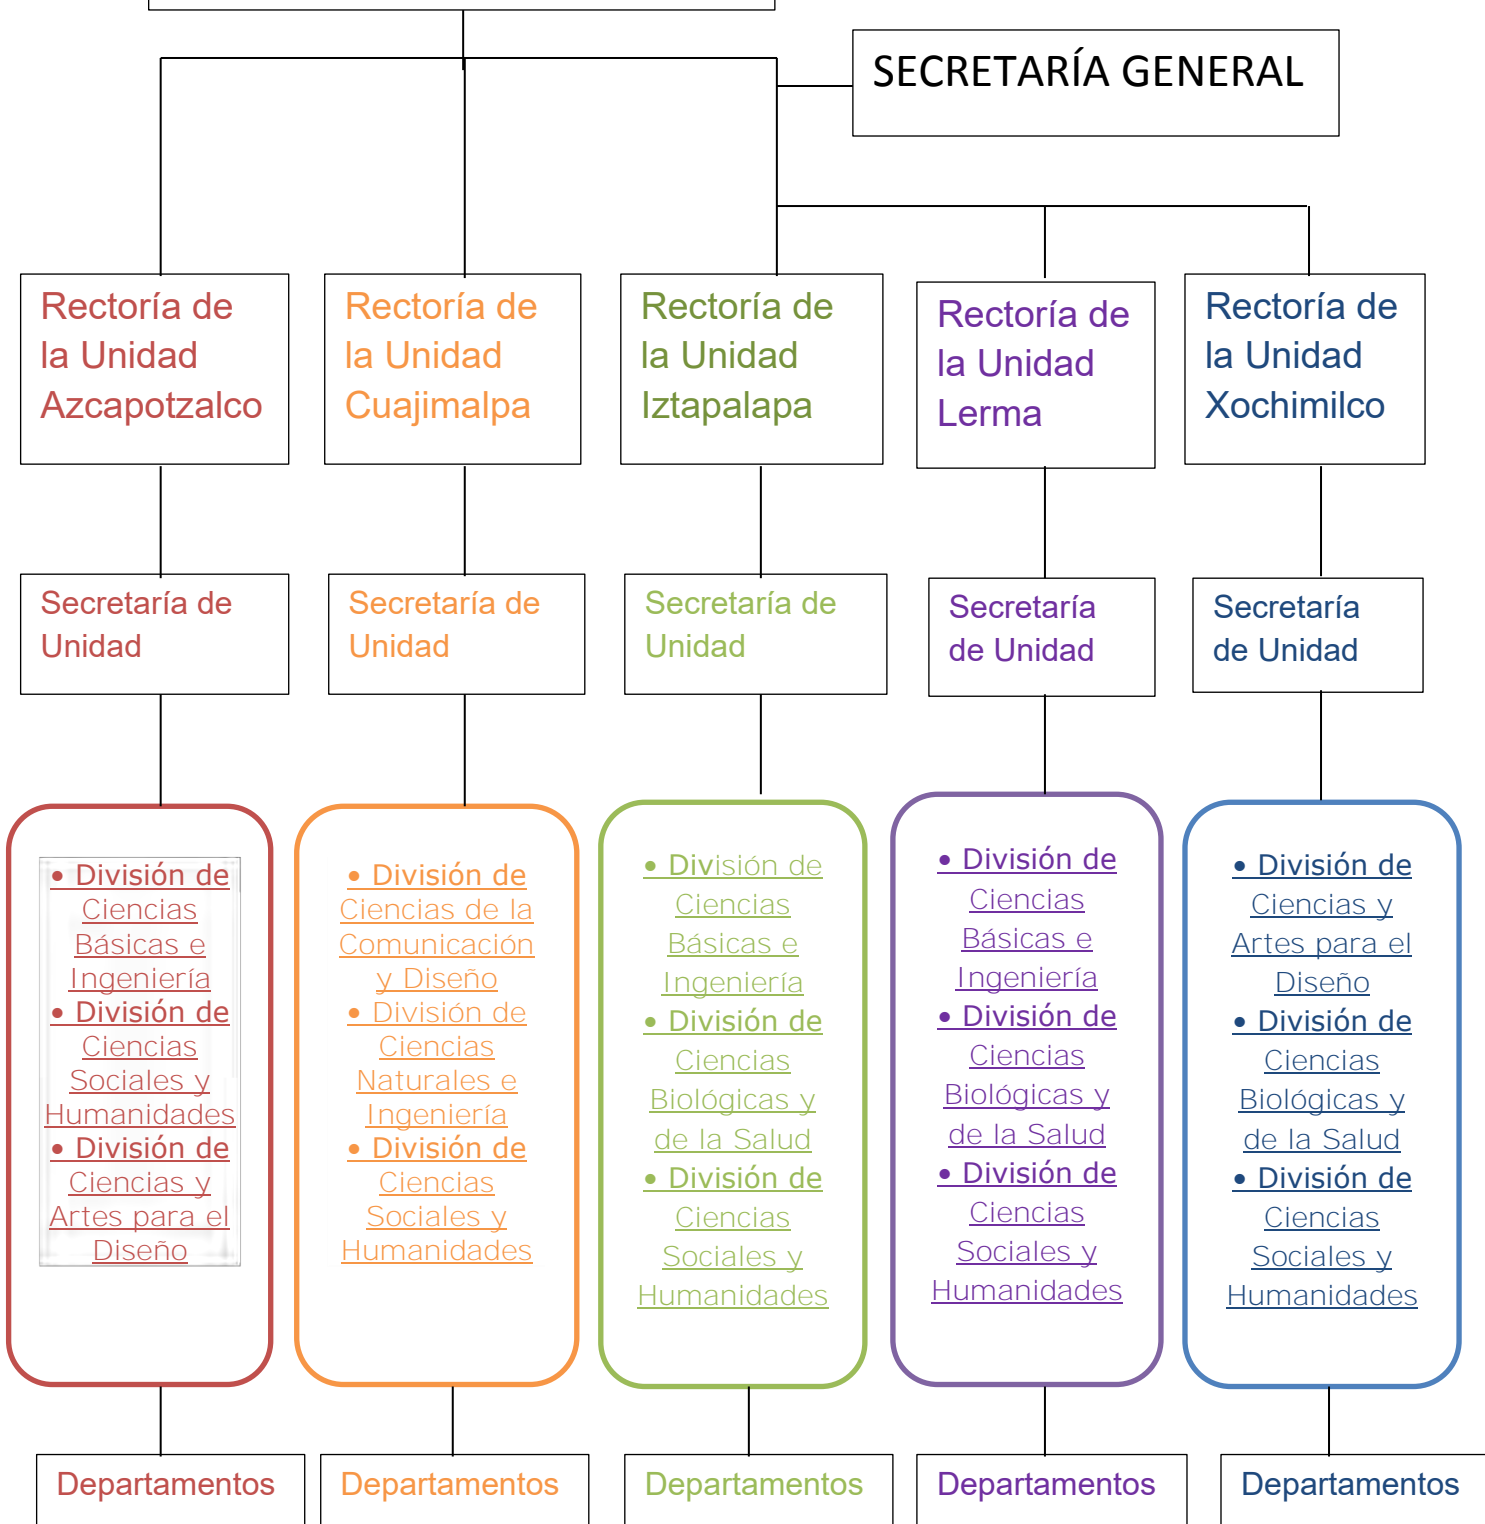 SECRETARÍA GENERAL
Rectoría de
la Unidad
Azcapotzalco
Rectoría de
la Unidad
Cuajimalpa
Rectoría de
la Unidad
Iztapalapa
Rectoría de
la Unidad
Lerma
Rectoría de
la Unidad
Xochimilco
Secretaría de
Unidad
Secretaría de
Unidad
Secretaría de
Unidad
Secretaría
de Unidad
Secretaría
de Unidad
• División de
Ciencias
Básicas e
Ingeniería
• División de
Ciencias
Sociales y
Humanidades
• División de
Ciencias y
Artes para el
Diseño
• División de
Ciencias de la
Comunicación
y Diseño
• División de
Ciencias
Naturales e
Ingeniería
• División de
Ciencias
Sociales y
Humanidades
• División de
Ciencias
Básicas e
Ingeniería
• División de
Ciencias
Biológicas y
de la Salud
• División de
Ciencias
Sociales y
Humanidades
• División de
Ciencias
Básicas e
Ingeniería
• División de
Ciencias
Biológicas y
de la Salud
• División de
Ciencias
Sociales y
Humanidades
• División de
Ciencias y
Artes para el
Diseño
• División de
Ciencias
Biológicas y
de la Salud
• División de
Ciencias
Sociales y
Humanidades
Departamentos
Departamentos
Departamentos
Departamentos
Departamentos